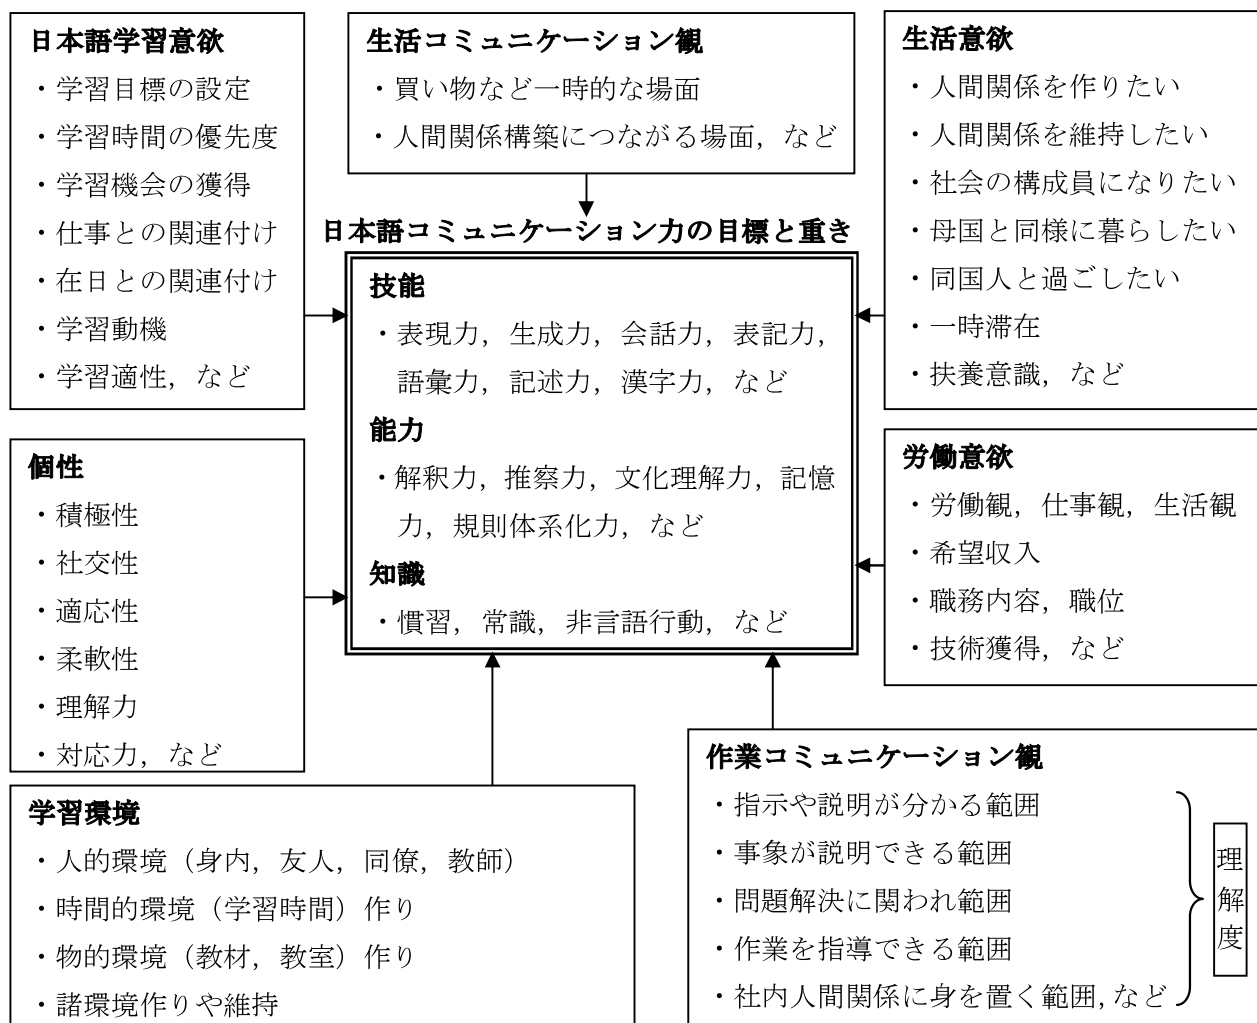 日本語学習意欲
・学習目標の設定
・学習時間の優先度
・学習機会の獲得
・仕事との関連付け
・在日との関連付け
・学習動機
・学習適性，など
生活コミュニケーション観
・買い物など一時的な場面
・人間関係構築につながる場面，など
生活意欲
・人間関係を作りたい
・人間関係を維持したい
・社会の構成員になりたい
・母国と同様に暮らしたい
・同国人と過ごしたい
・一時滞在
・扶養意識，など
日本語コミュニケーション力の目標と重き
技能
・表現力，生成力，会話力，表記力，
語彙力，記述力，漢字力，など
能力
・解釈力，推察力，文化理解力，記憶
力，規則体系化力，など
知識
・慣習，常識，非言語行動，など
個性
・積極性
・社交性
・適応性
・柔軟性
・理解力
・対応力，など
労働意欲
・労働観，仕事観，生活観
・希望収入
・職務内容，職位
・技術獲得，など
学習環境
・人的環境（身内，友人，同僚，教師）
・時間的環境（学習時間）作り
・物的環境（教材，教室）作り
・諸環境作りや維持
作業コミュニケーション観
・指示や説明が分かる範囲
・事象が説明できる範囲
・問題解決に関われ範囲
・作業を指導できる範囲
・社内人間関係に身を置く範囲，など
理解度